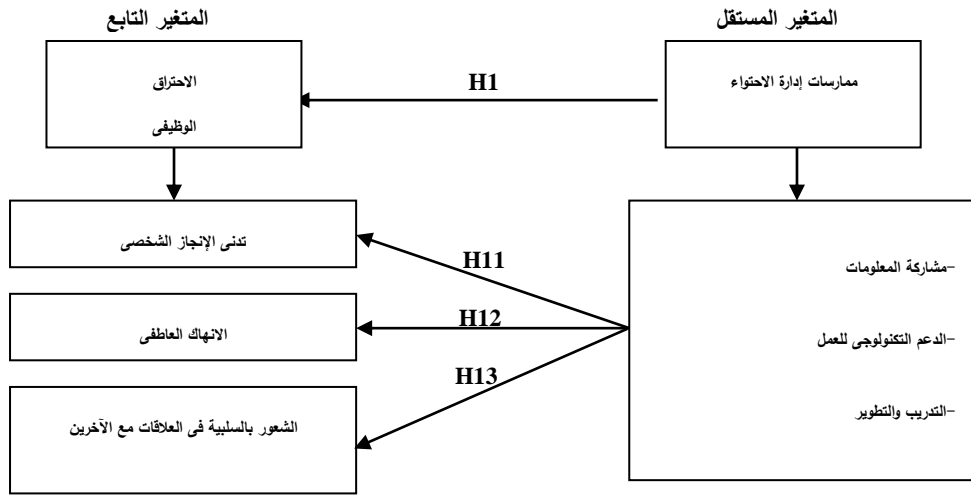 المتغير المستقل
المتغير التابع
ممارسات إدارة الاحتواء
H1
الاحتراق
الوظيفى
-مشاركة المعلومات
-الدعم التكنولوجى للعمل
-التدريب والتطوير
H11
H12
H13
تدنى الإنجاز الشخصى
الانهاك العاطفى
الشعور بالسلبية فى العلاقات مع الآخرين